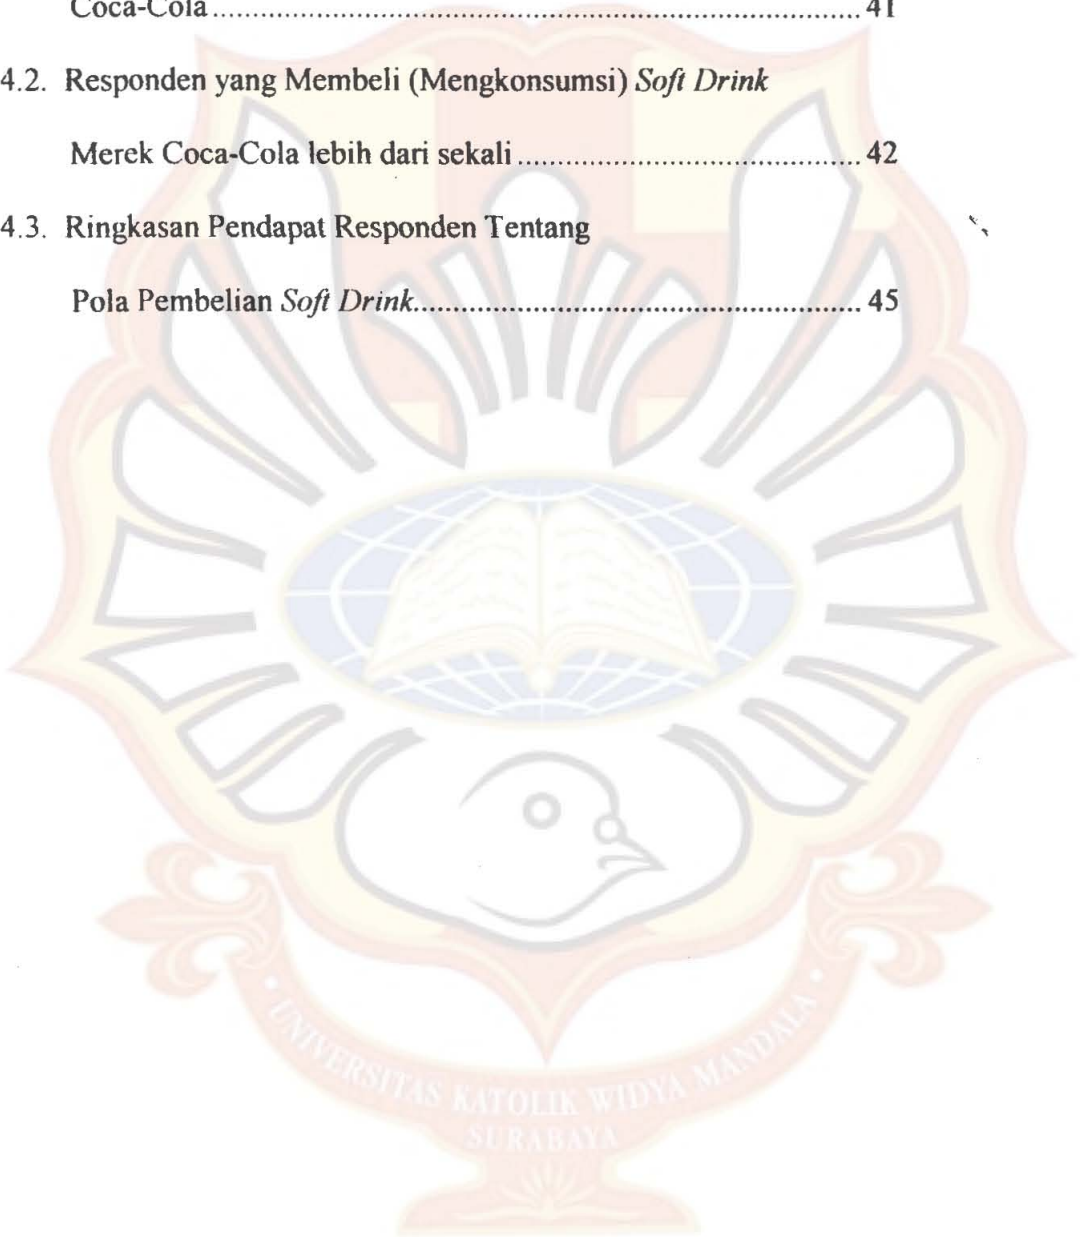 Coca-Cola........................................................................ 41
4.2. Responden yang Membeli (Mengkonsumsi) Soft Drink
Merek Coca-Cola lebih dari sekali...................................... 42
4.3. Ringkasan Pendapat Responden Tentang
Pola Pembelian Soft Drink.................................................. 45
UNIVERSITAS KATOLIK WIDYA MANDALA
SURABAYA